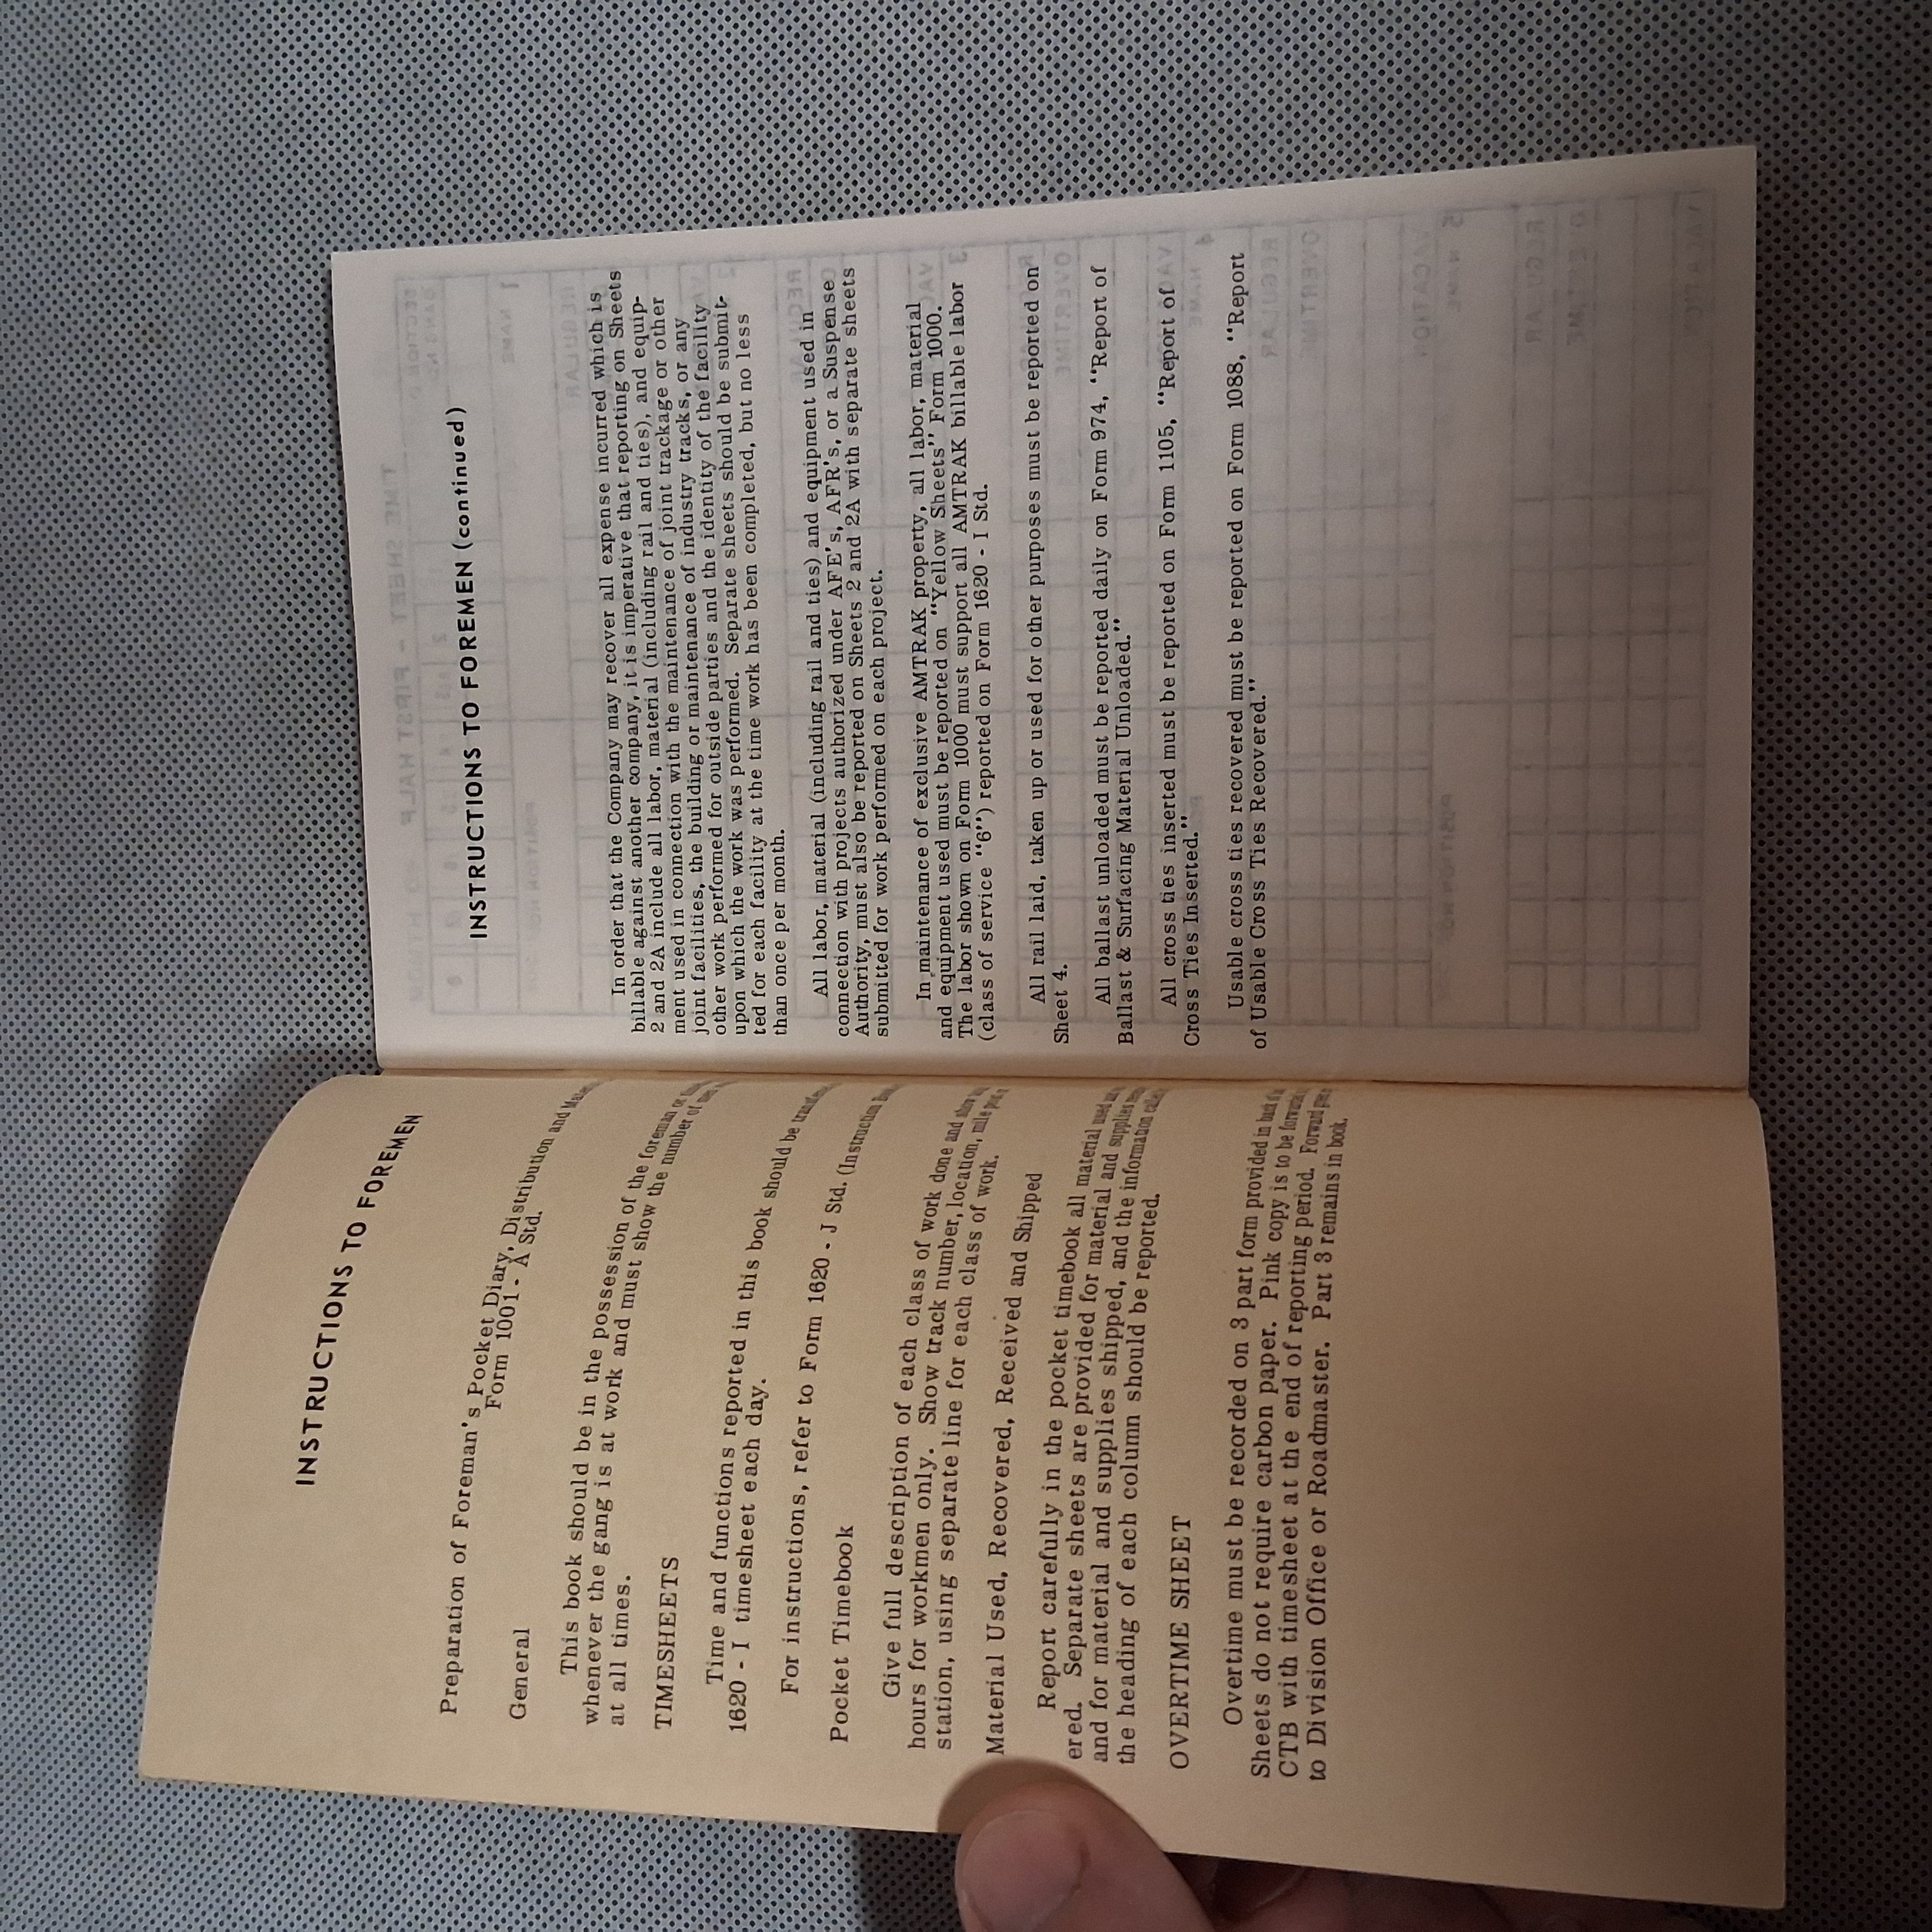 INSTRUCTIONS TO FOREMEN
Preparation of Foreman's Pocket Diary, Distribution and
Form 1001 - A Std.
General
This book should be in the possession of the foreman or
whenever the gang is at work and must show the number of
at all times.
TIMESHEETS
Time and functions reported in this book should be
1620 - I timesheet each day.
For instructions, refer to Form 1620 - J Std. (Instruction
Pocket Timebook
Give full description of each class of work done and show
hours for workmen only. Show track number, location, mile
station, using separate line for each class of work.
Material Used, Recovered, Received and Shipped
Report carefully in the pocket timebook all material used
ered. Separate sheets are provided for material and supplies
and for material and supplies shipped, and the information
the heading of each column should be reported.
OVERTIME SHEET
Overtime must be recorded on 3 part form provided in back
Sheets do not require carbon paper. Pink copy is to be
CTB with timesheet at the end of reporting period. Forward
to Division Office or Roadmaster. Part 3 remains in book.
INSTRUCTIONS TO FOREMEN (continued)
In order that the Company may recover all expense incurred which is
billable against another company, it is imperative that reporting on Sheets
2 and 2A include all labor, material (including rail and ties), and equip-
ment used in connection with the maintenance of joint trackage or other
joint facilities, the building or maintenance of industry tracks, or any
other work performed for outside parties and the identity of the facility
upon which the work was performed. Separate sheets should be submit-
ted for each facility at the time work has been completed, but no less
than once per month.
All labor, material (including rail and ties) and equipment used in
connection with projects authorized under AFE's, AFR's, or a Suspense
Authority, must also be reported on Sheets 2 and 2A with separate sheets
submitted for work performed on each project.
In maintenance of exclusive AMTRAK property, all labor, material
and equipment used must be reported on "Yellow Sheets" Form 1000.
The labor shown on Form 1000 must support all AMTRAK billable labor
(class of service "6") reported on Form 1620 - I Std.
All rail laid, taken up or used for other purposes must be reported on
Sheet 4.
All ballast unloaded must be reported daily on Form 974, "Report of
Ballast & Surfacing Material Unloaded."
All cross ties inserted must be reported on Form 1105, "Report of
Cross Ties Inserted."
Usable cross ties recovered must be reported on Form 1088, "Report
of Usable Cross Ties Recovered."